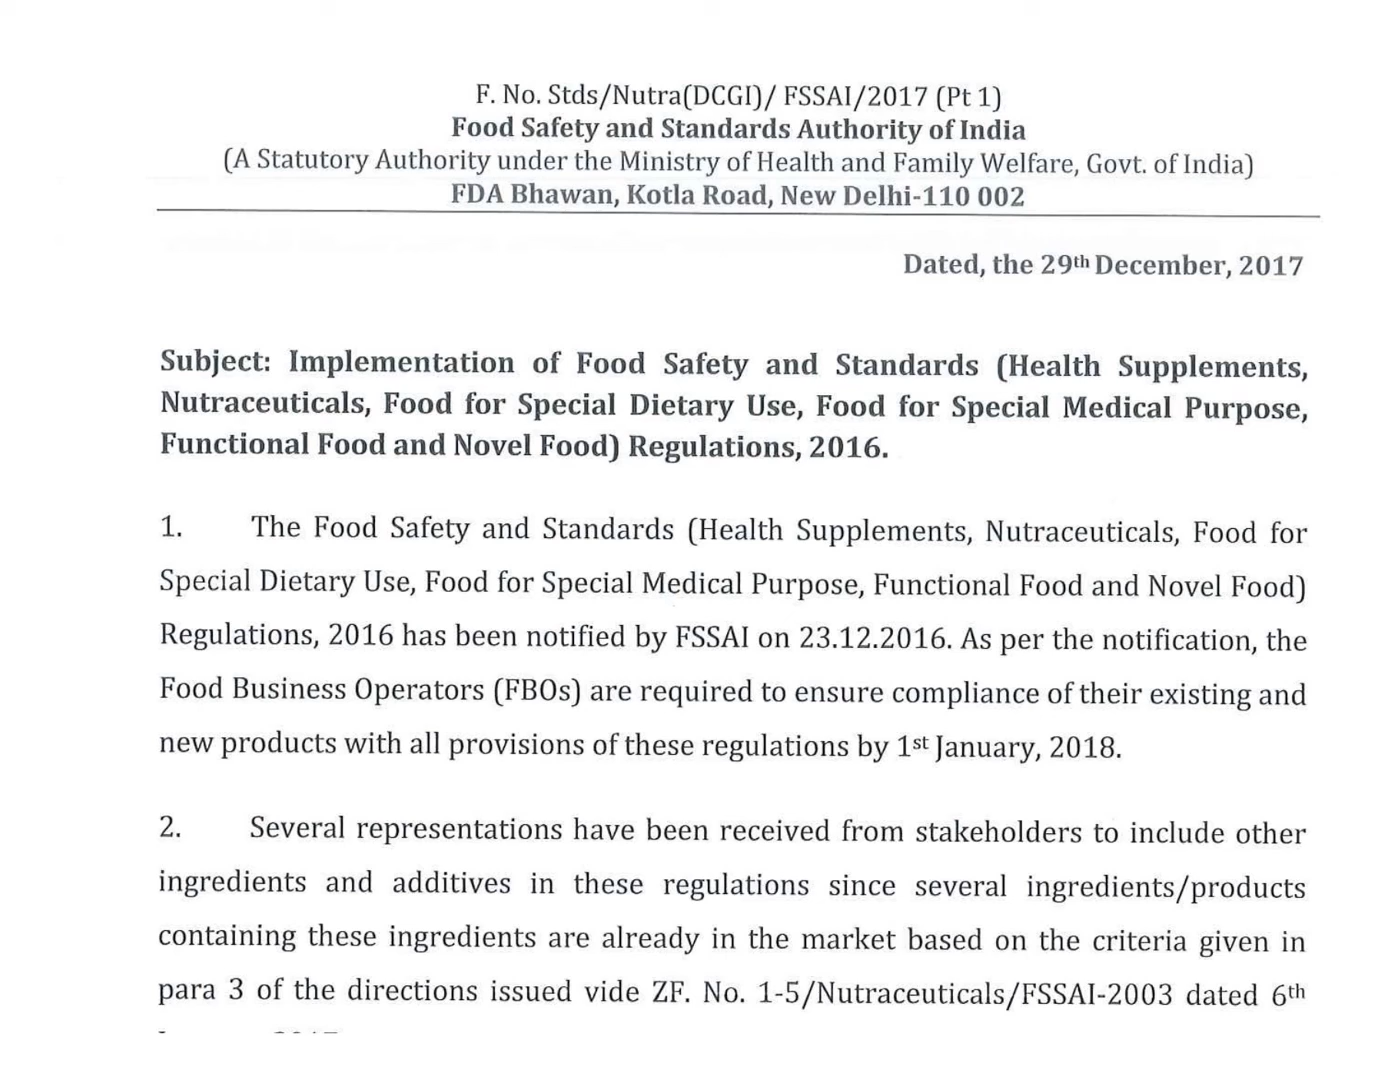 F. No. Stds/Nutra(DCGI)/ FSSAI/2017 (Pt 1)
Food Safety and Standards Authority of India
(A Statutory Authority under the Ministry of Health and Family Welfare, Govt. of India)
FDA Bhawan, Kotla Road, New Delhi-110 002
Dated, the 29th December, 2017
Subject: Implementation of Food Safety and Standards (Health Supplements,
Nutraceuticals, Food for Special Dietary Use, Food for Special Medical Purpose,
Functional Food and Novel Food) Regulations, 2016.
1. The Food Safety and Standards (Health Supplements, Nutraceuticals, Food for
Special Dietary Use, Food for Special Medical Purpose, Functional Food and Novel Food)
Regulations, 2016 has been notified by FSSAI on 23.12.2016. As per the notification, the
Food Business Operators (FBOs) are required to ensure compliance of their existing and
new products with all provisions of these regulations by 1st January, 2018.
2. Several representations have been received from stakeholders to include other
ingredients and additives in these regulations since several ingredients/products
containing these ingredients are already in the market based on the criteria given in
para 3 of the directions issued vide ZF. No. 1-5/Nutraceuticals/FSSAI-2003 dated 6th